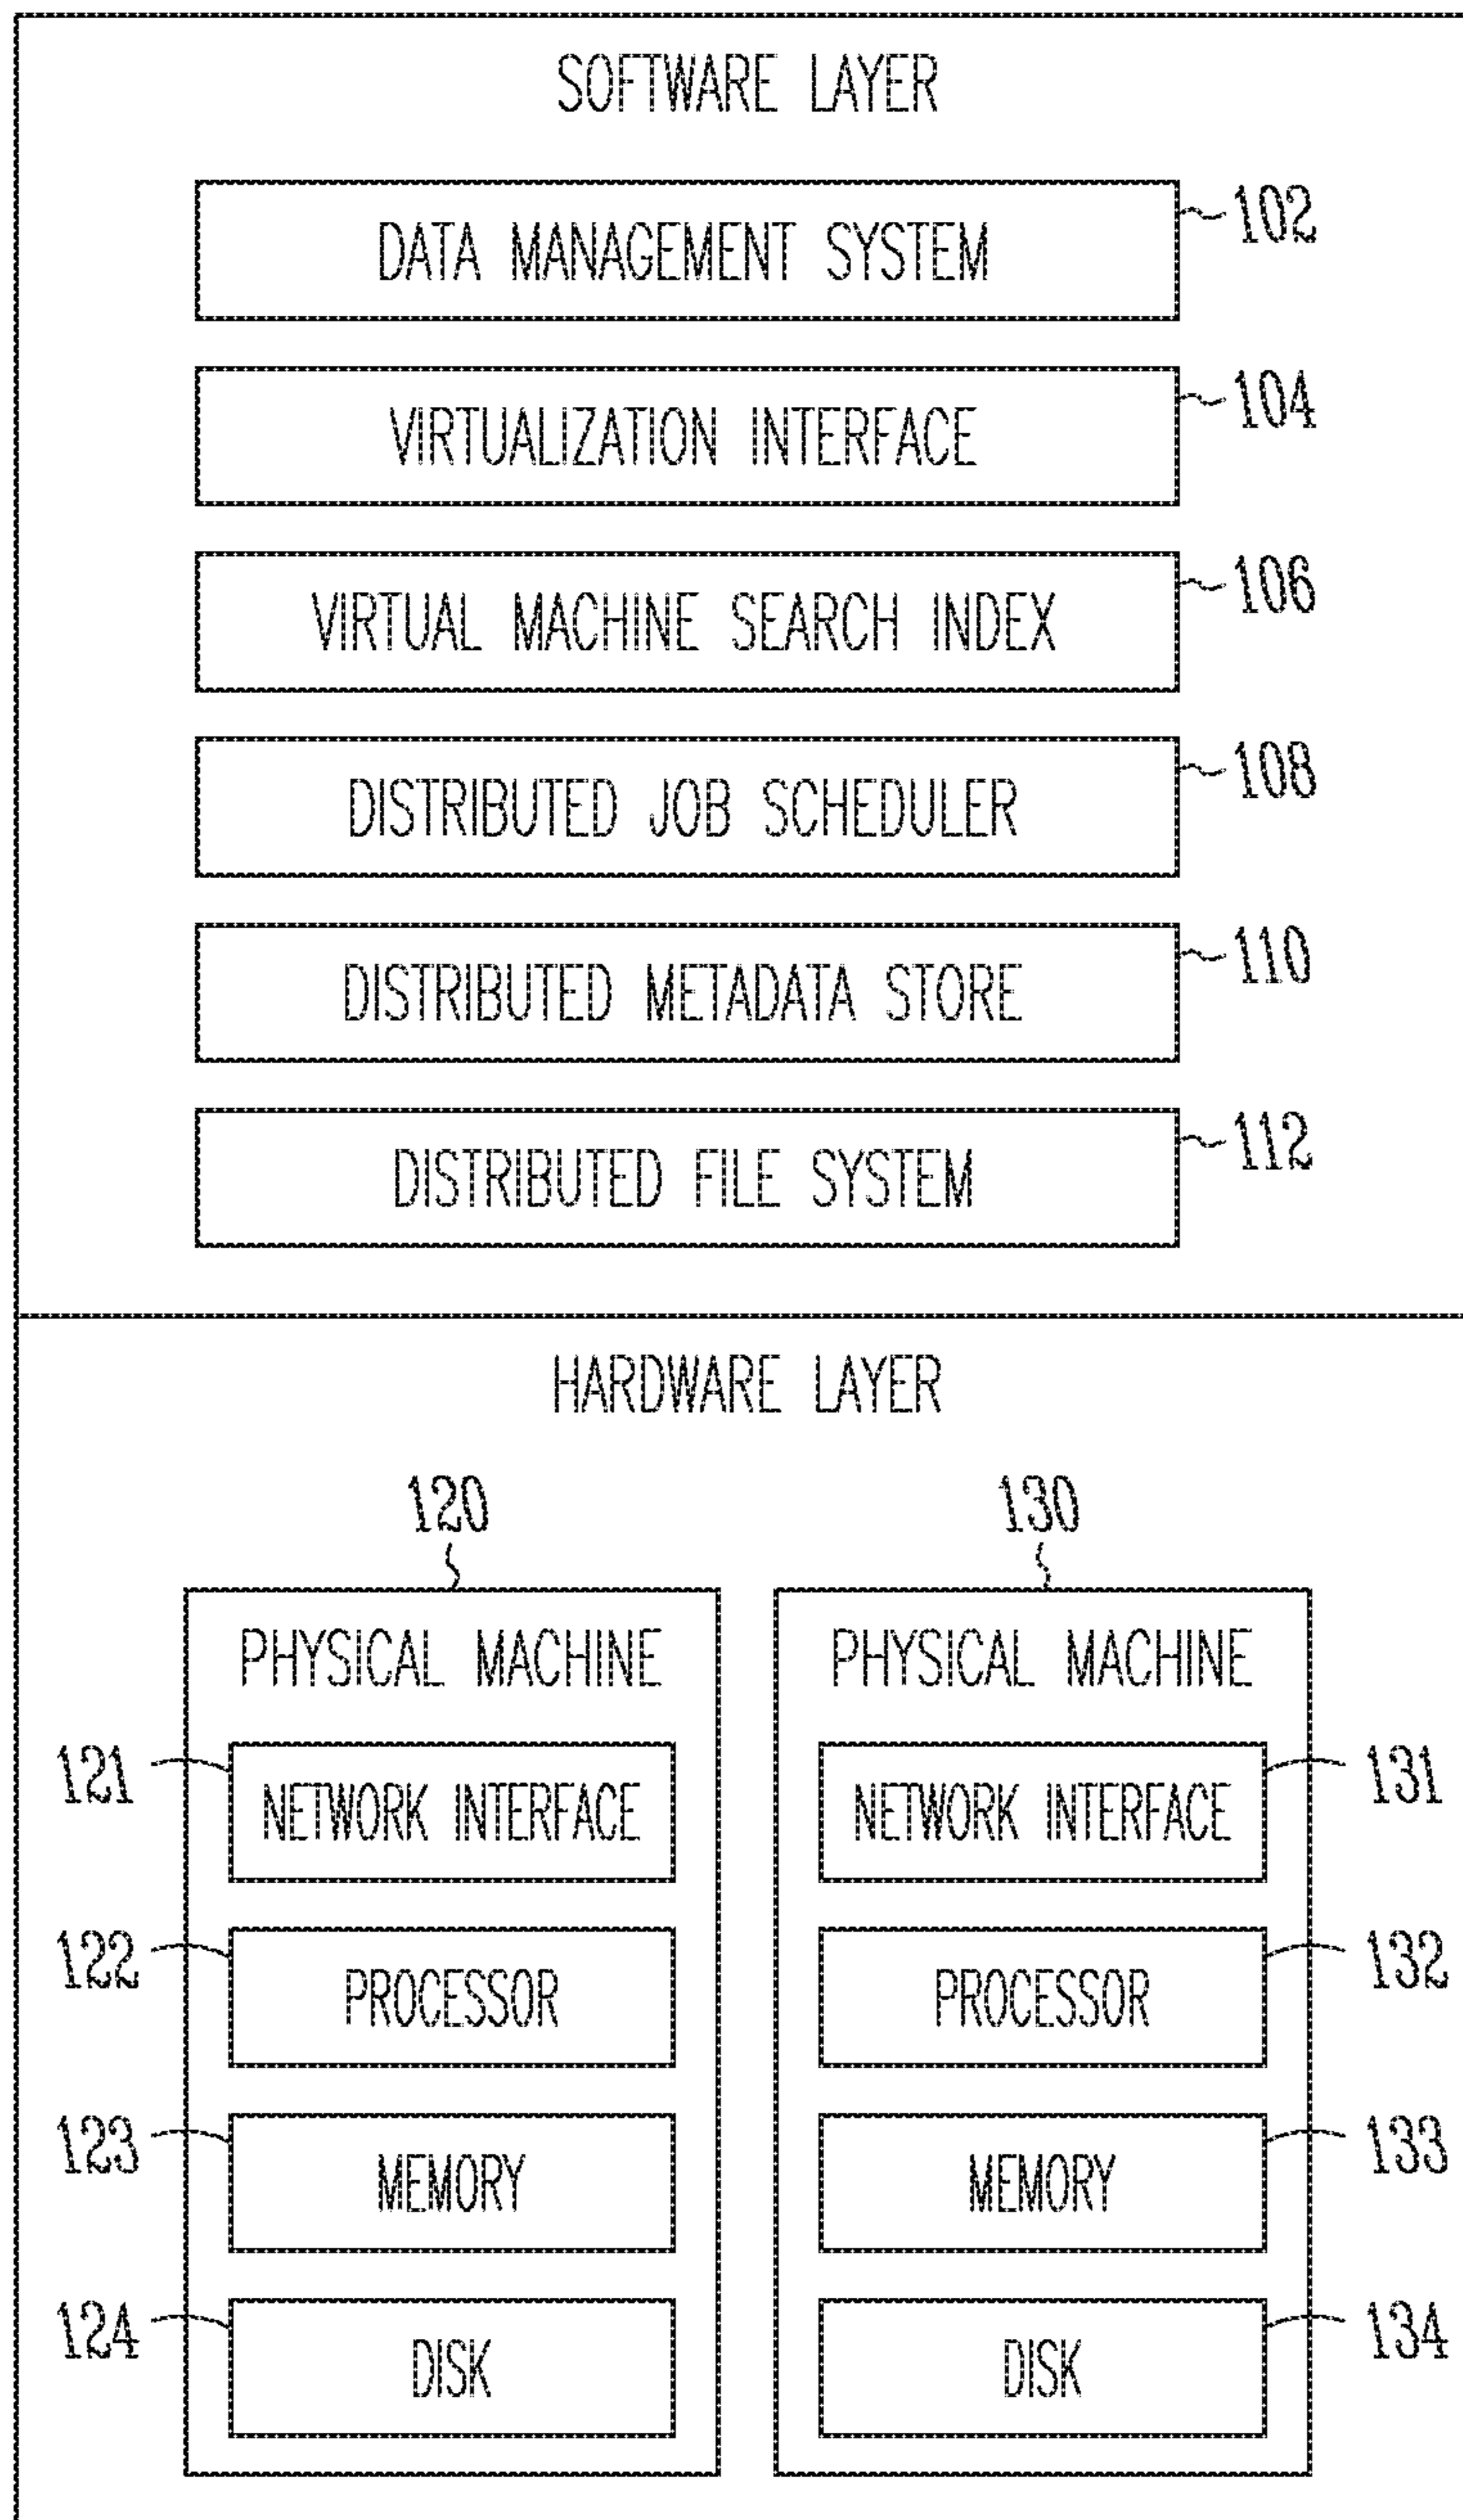 SOFTWARE LAYER
DATA MANAGEMENT SYSTEM
102
VIRTUALIZATION INTERFACE
104
VIRTUAL MACHINE SEARCH INDEX
106
DISTRIBUTED JOB SCHEDULER
108
DISTRIBUTED METADATA STORE
110
DISTRIBUTED FILE SYSTEM
112
HARDWARE LAYER
120
PHYSICAL MACHINE
121
NETWORK INTERFACE
122
PROCESSOR
123
MEMORY
124
DISK
130
PHYSICAL MACHINE
NETWORK INTERFACE
131
PROCESSOR
132
MEMORY
133
DISK
134